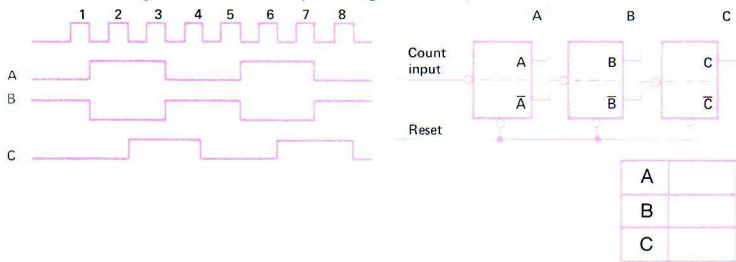 1 2 3 4 5 6 7 8
A
B
C
A B C
Count
input
A B C
A̅ B̅ C̅
Reset
A
B
C